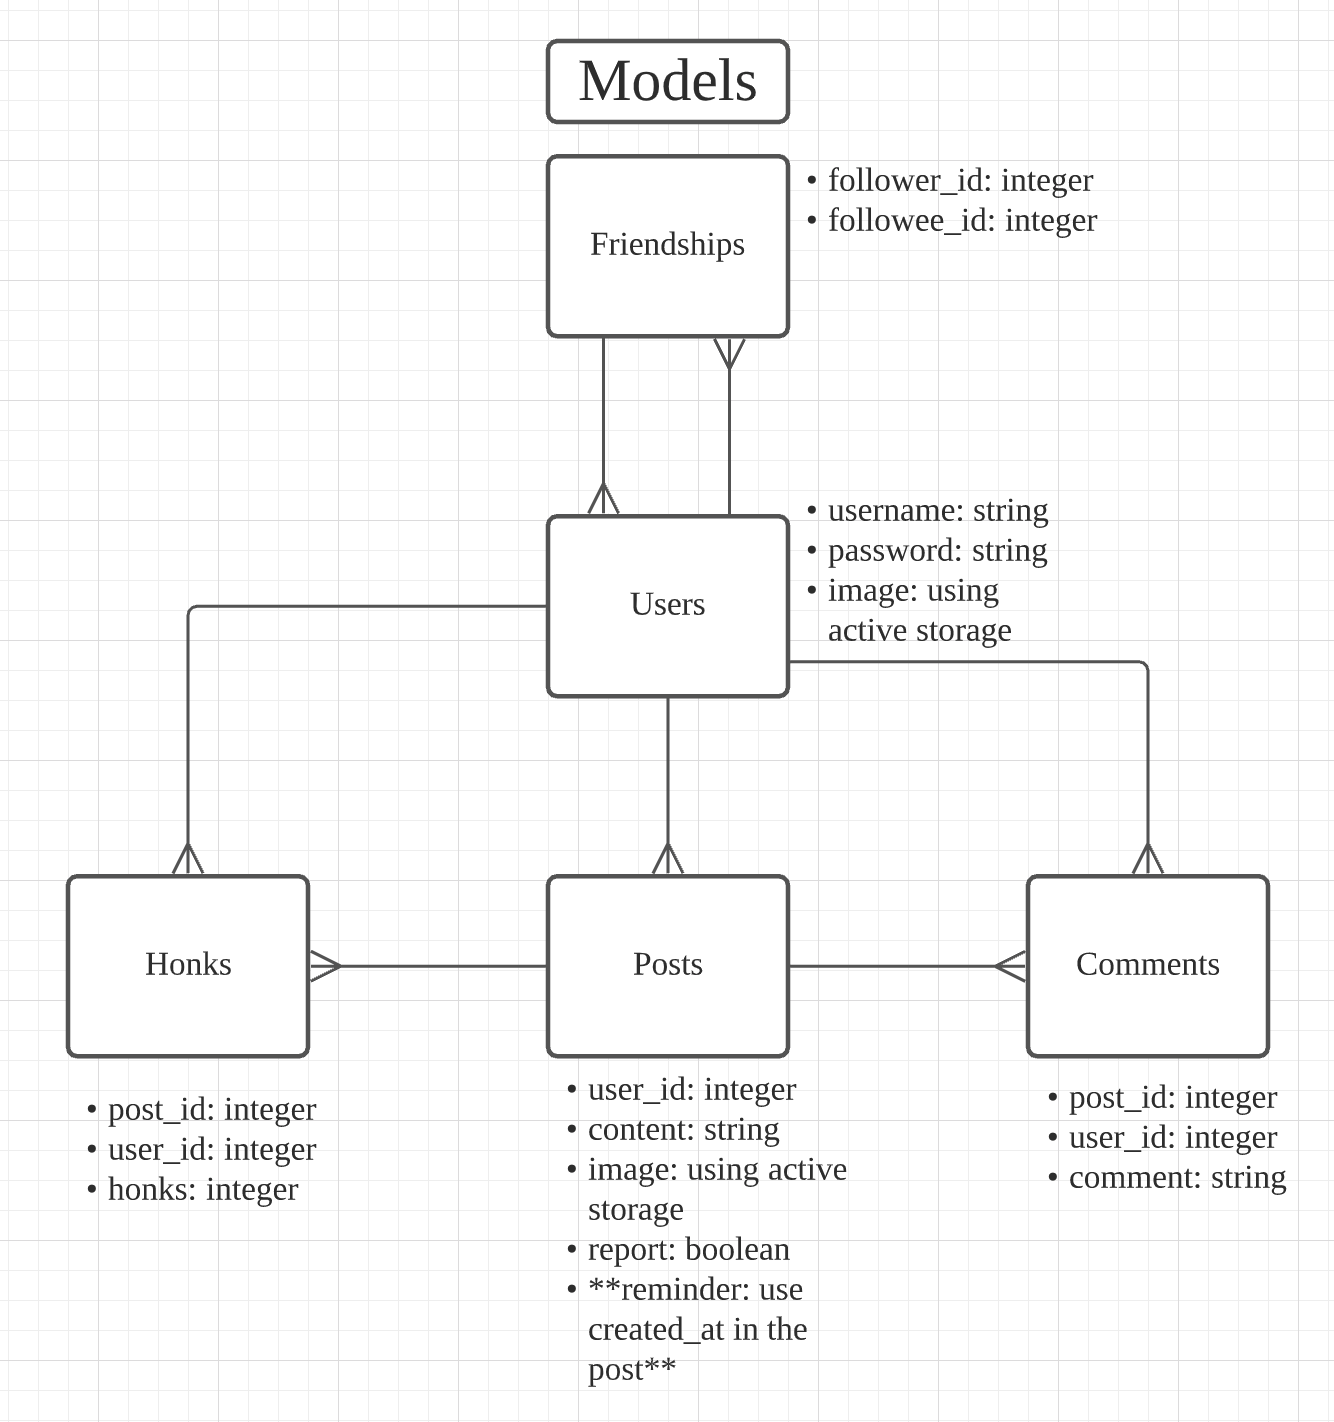 Models
Friendships
• follower_id: integer
• followee_id: integer
Users
• username: string
• password: string
• image: using
active storage
Honks
Posts
Comments
• post_id: integer
• user_id: integer
• honks: integer
• user_id: integer
• content: string
• image: using active
storage
• report: boolean
• **reminder: use
created_at in the
post**
• post_id: integer
• user_id: integer
• comment: string